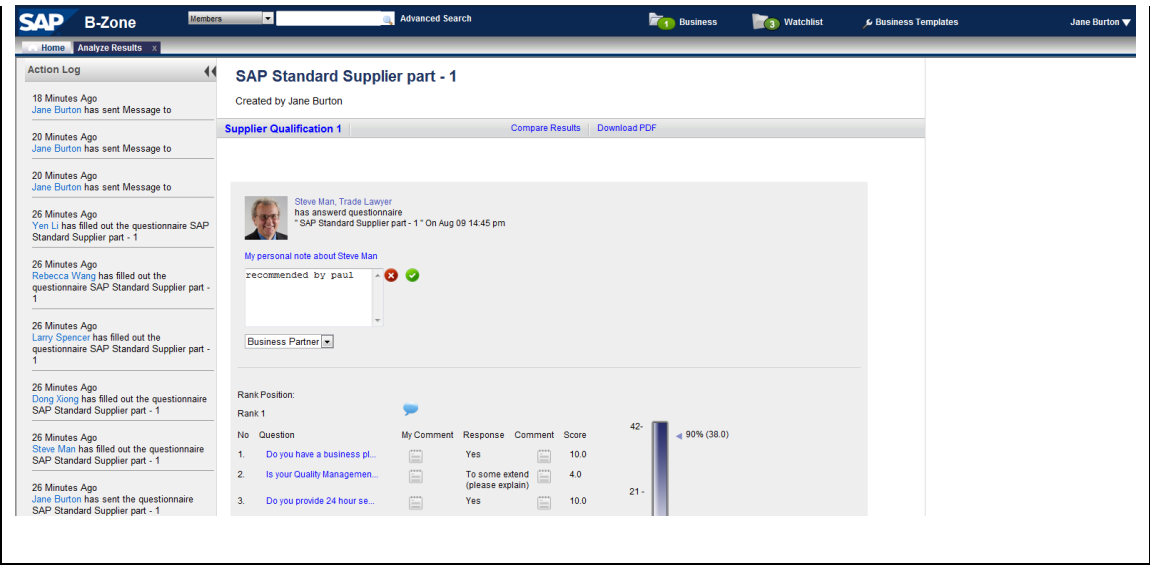 SAP B-Zone Members Advanced Search 1 Business 3 Watchlist Business Templates Jane Burton
Home Analyze Results x
Action Log
18 Minutes Ago
Jane Burton has sent Message to
20 Minutes Ago
Jane Burton has sent Message to
20 Minutes Ago
Jane Burton has sent Message to
26 Minutes Ago
Yen Li has filled out the questionnaire SAP
Standard Supplier part - 1
26 Minutes Ago
Rebecca Wang has filled out the
questionnaire SAP Standard Supplier part -
1
26 Minutes Ago
Larry Spencer has filled out the
questionnaire SAP Standard Supplier part -
1
26 Minutes Ago
Dong Xiong has filled out the questionnaire
SAP Standard Supplier part - 1
26 Minutes Ago
Steve Man has filled out the questionnaire
SAP Standard Supplier part - 1
26 Minutes Ago
Jane Burton has sent the questionnaire
SAP Standard Supplier part - 1
SAP Standard Supplier part - 1
Created by Jane Burton
Supplier Qualification 1 Compare Results Download PDF
Steve Man, Trade Lawyer
has answerd questionnaire
" SAP Standard Supplier part - 1 " On Aug 09 14:45 pm
My personal note about Steve Man
recommended by paul
Business Partner
Rank Position:
Rank 1
No Question My Comment Response Comment Score
1. Do you have a business pl... Yes 10.0
2. Is your Quality Managemen... To some extend 4.0
(please explain)
3. Do you provide 24 hour se... Yes 10.0
42-
90% (38.0)
21 -